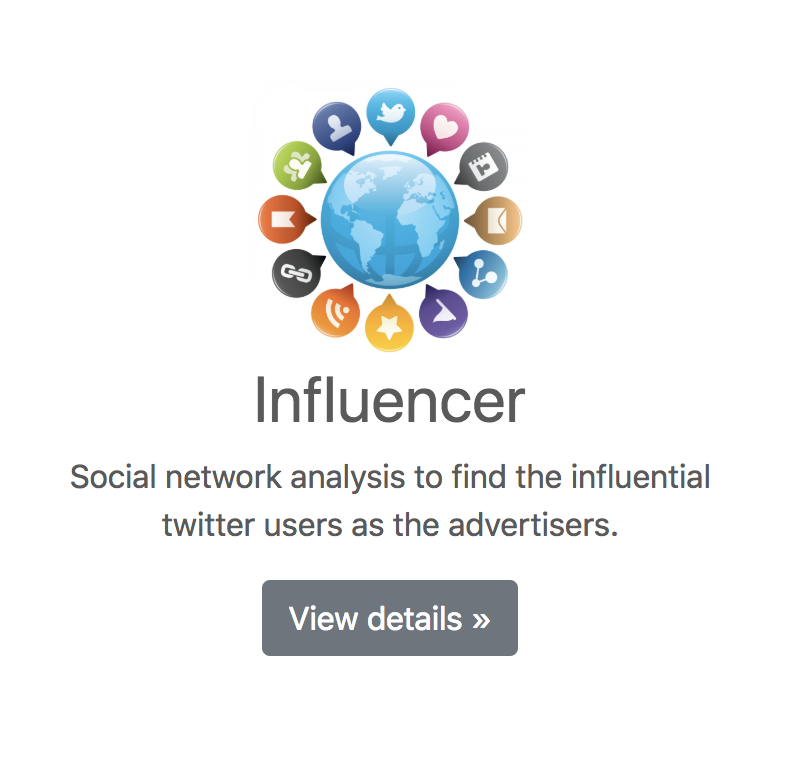 Influencer
Social network analysis to find the influential
twitter users as the advertisers.
View details »